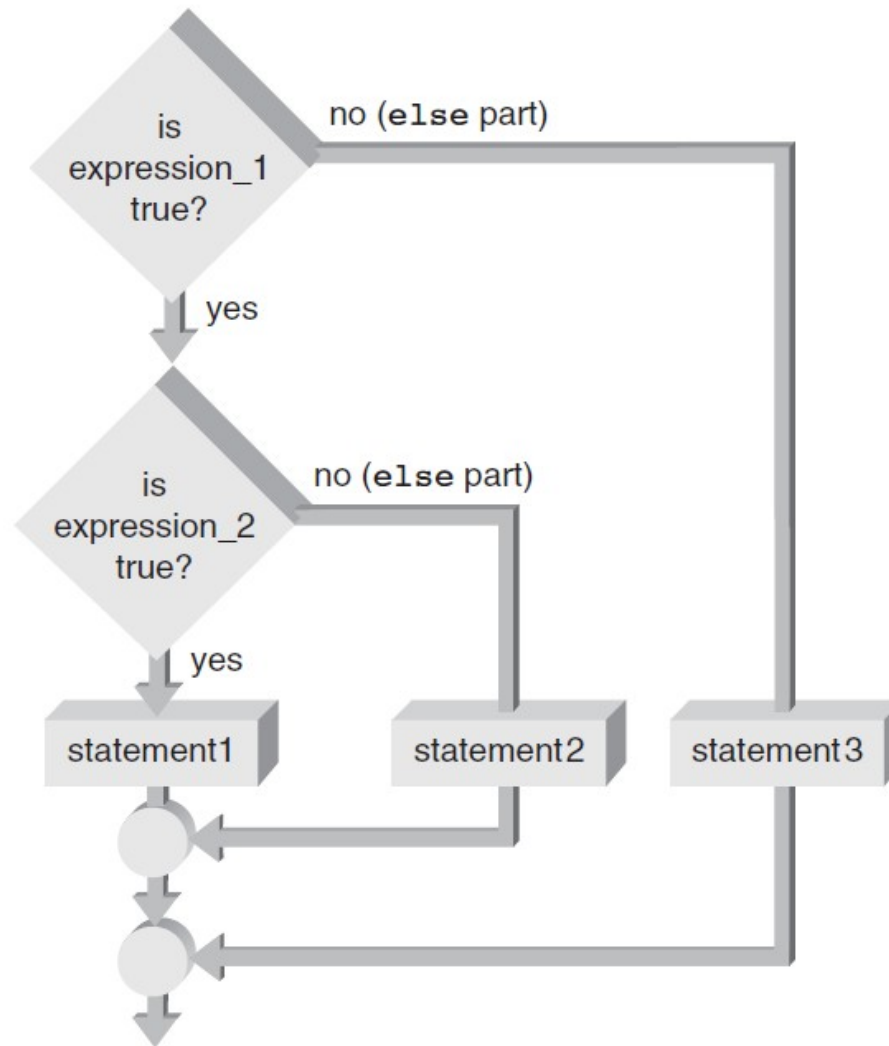 is
expression_1
true?
no (else part)
yes
is
expression_2
true?
no (else part)
yes
statement1
statement2
statement3